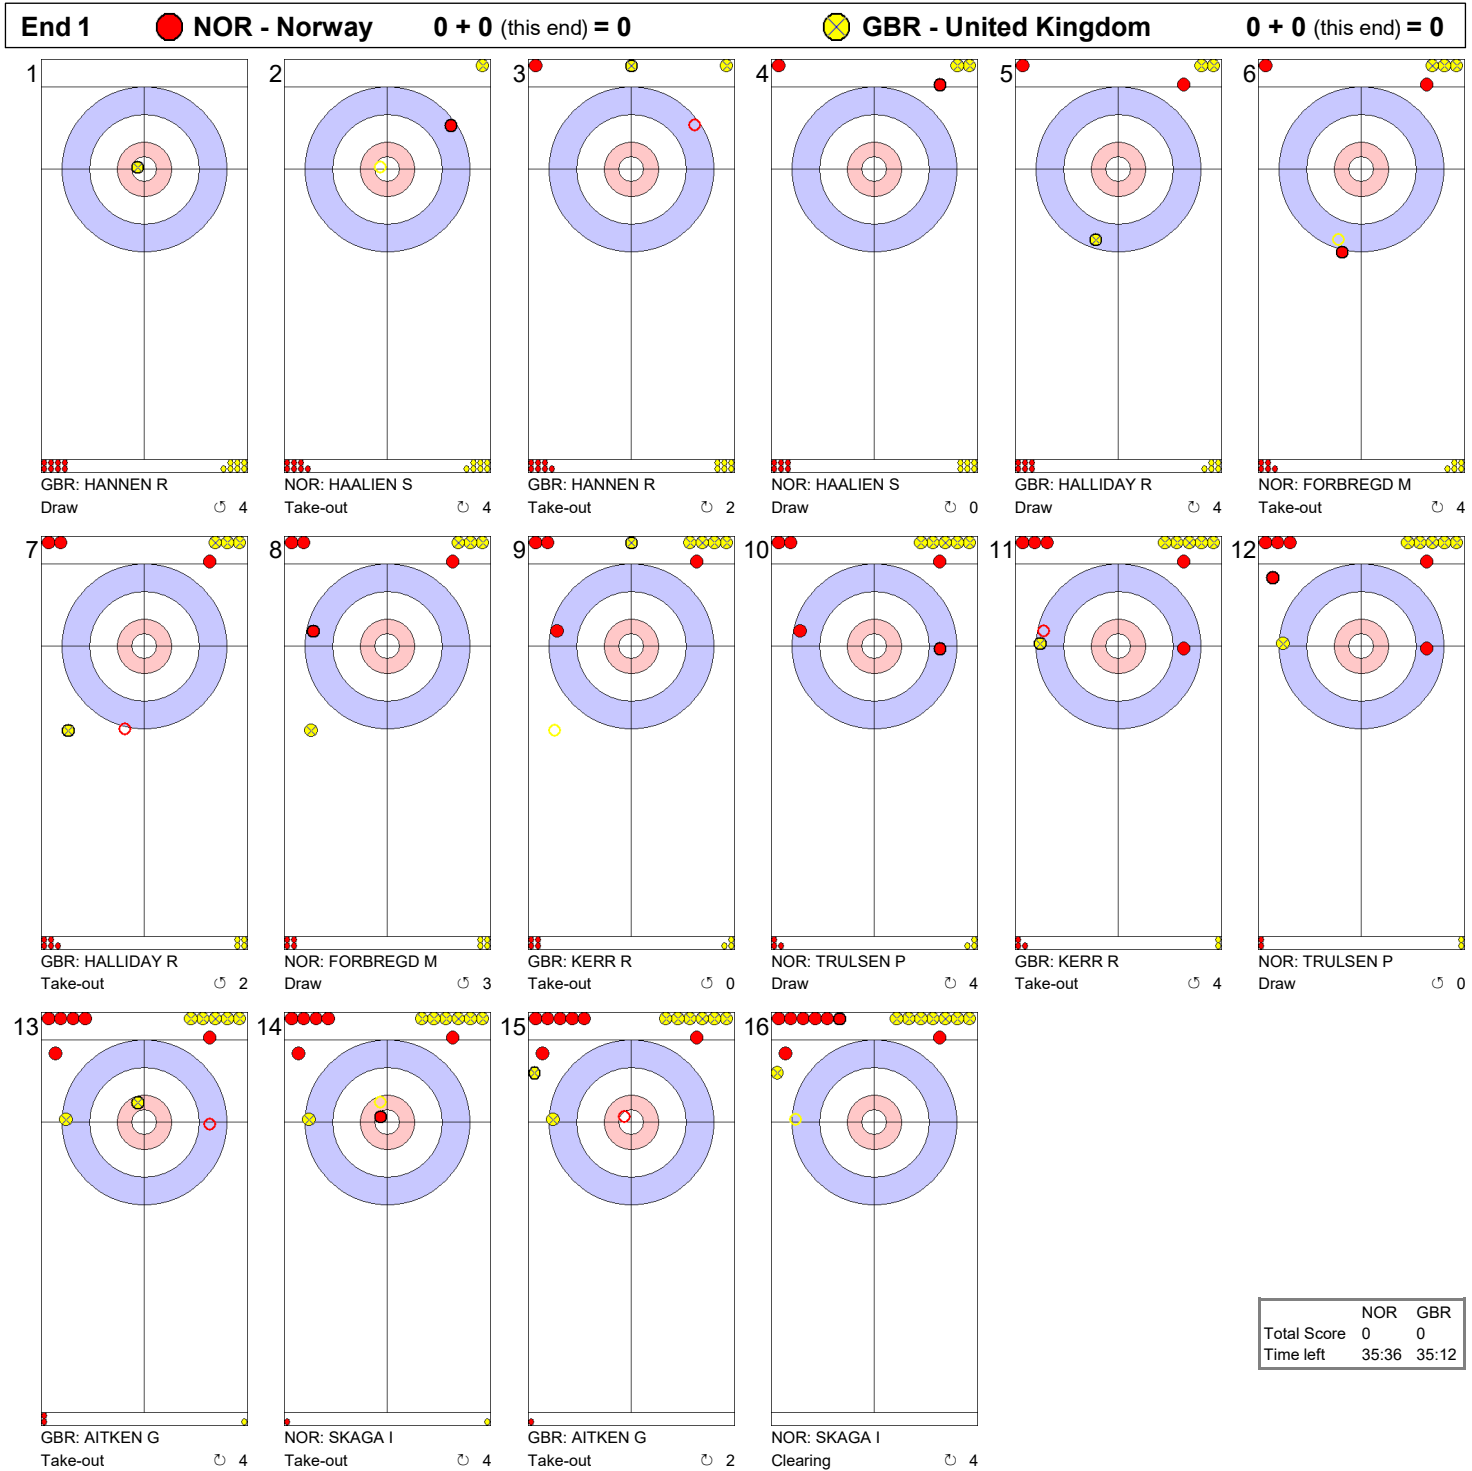 End 1 NOR - Norway 0 + 0 (this end) = 0 GBR - United Kingdom 0 + 0 (this end) = 0
1 2 3 4 5 6
GBR: HANNEN R NOR: HAALIEN S GBR: HANNEN R NOR: HAALIEN S GBR: HALLIDAY R NOR: FORBREGD M
Draw ↺ 4 Take-out ↻ 4 Take-out ↻ 2 Draw ↻ 0 Draw ↻ 4 Take-out ↻ 4
7 8 9 10 11 12
GBR: HALLIDAY R NOR: FORBREGD M GBR: KERR R NOR: TRULSEN P GBR: KERR R NOR: TRULSEN P
Take-out ↺ 2 Draw ↺ 3 Take-out ↺ 0 Draw ↻ 4 Take-out ↺ 4 Draw ↺ 0
13 14 15 16
NOR GBR
Total Score 0 0
Time left 35:36 35:12
GBR: AITKEN G NOR: SKAGA I GBR: AITKEN G NOR: SKAGA I
Take-out ↻ 4 Take-out ↻ 4 Take-out ↻ 2 Clearing ↻ 4